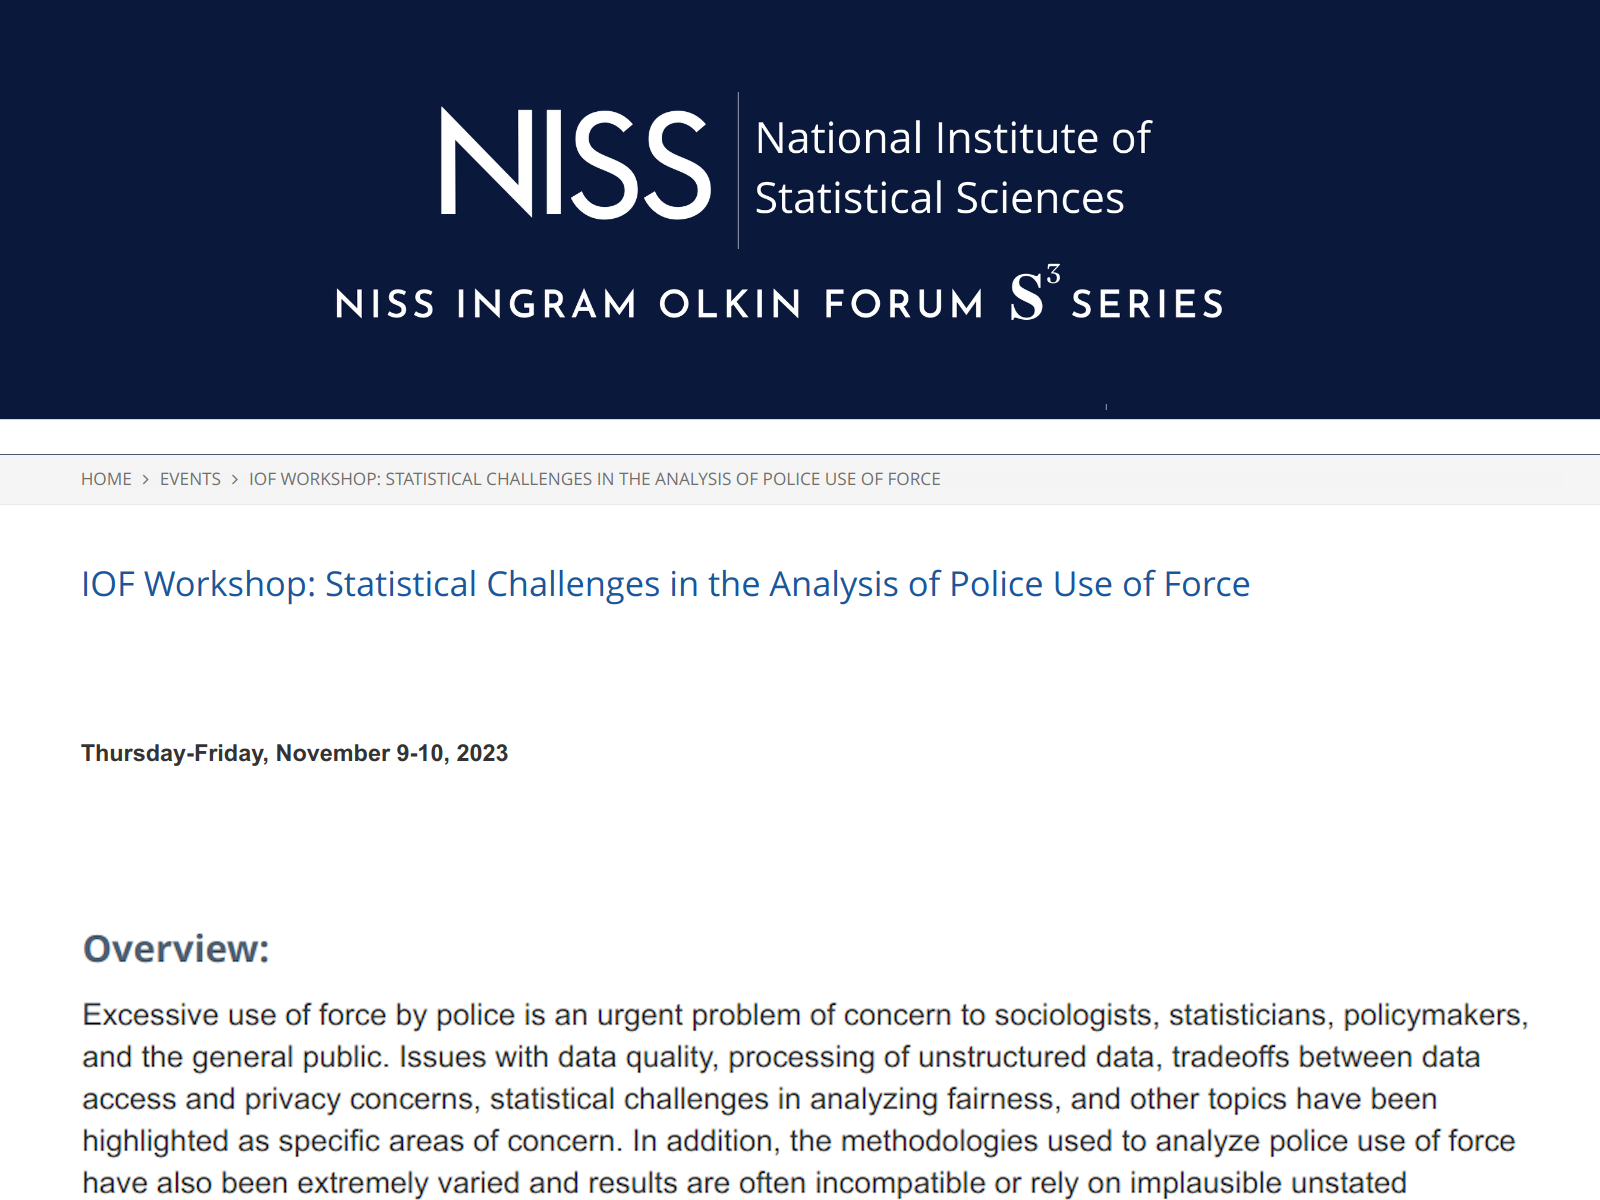 NISS
National Institute of
Statistical Sciences
NISS INGRAM OLKIN FORUM S³ SERIES
HOME > EVENTS > IOF WORKSHOP: STATISTICAL CHALLENGES IN THE ANALYSIS OF POLICE USE OF FORCE
IOF Workshop: Statistical Challenges in the Analysis of Police Use of Force
Thursday-Friday, November 9-10, 2023
Overview:
Excessive use of force by police is an urgent problem of concern to sociologists, statisticians, policymakers,
and the general public. Issues with data quality, processing of unstructured data, tradeoffs between data
access and privacy concerns, statistical challenges in analyzing fairness, and other topics have been
highlighted as specific areas of concern. In addition, the methodologies used to analyze police use of force
have also been extremely varied and results are often incompatible or rely on implausible unstated